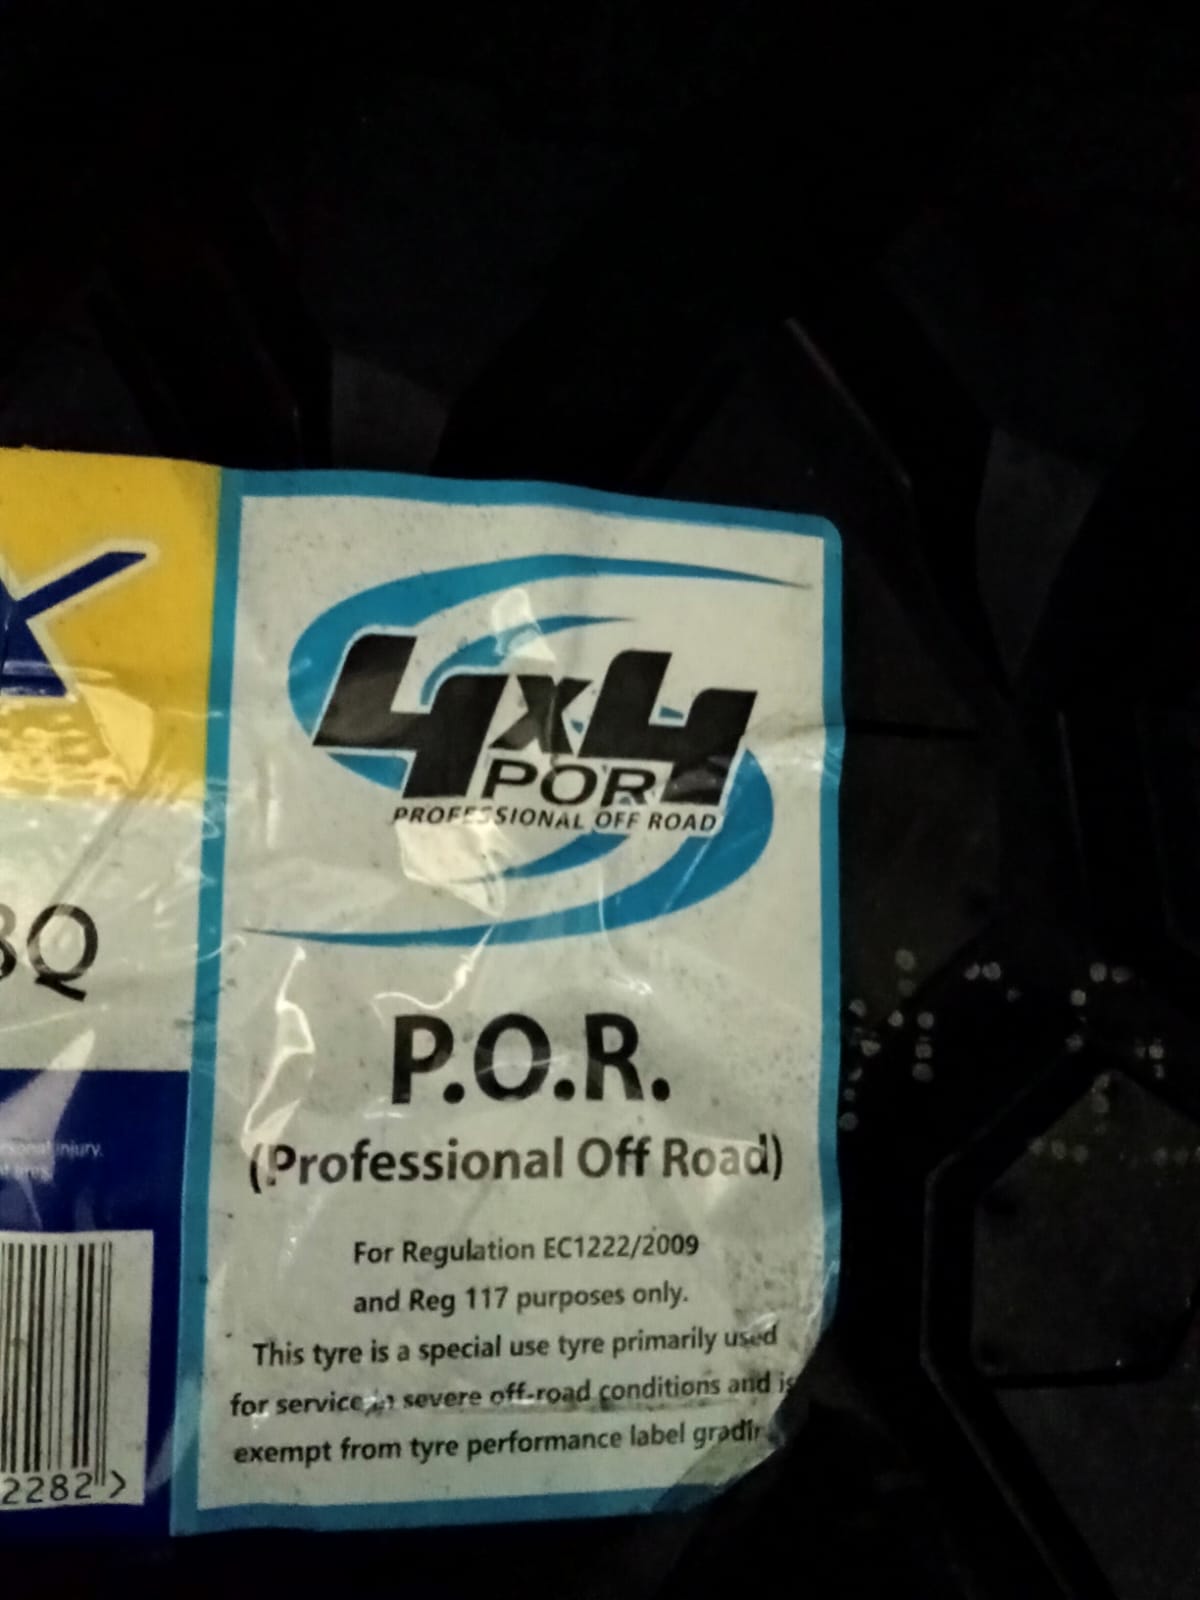 4x4
POR
PROFESSIONAL OFF ROAD
Q
P.O.R.
(Professional Off Road)
injury.
For Regulation EC1222/2009
and Reg 117 purposes only.
This tyre is a special use tyre primarily used
for service in severe off-road conditions and is
exempt from tyre performance label
2282 >